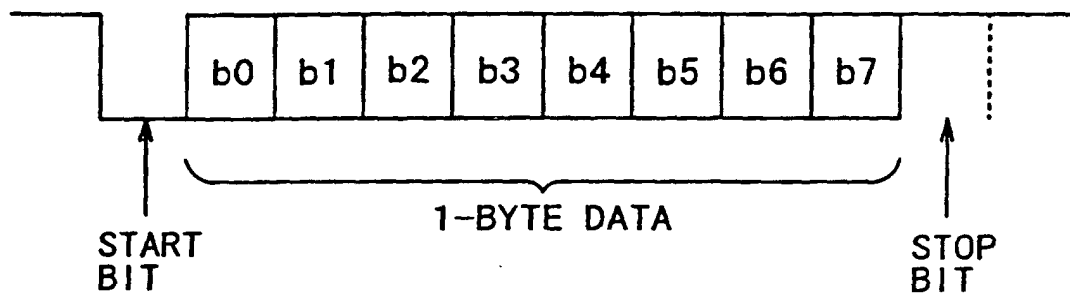 b0 b1 b2 b3 b4 b5 b6 b7
1-BYTE DATA
START
BIT
STOP
BIT